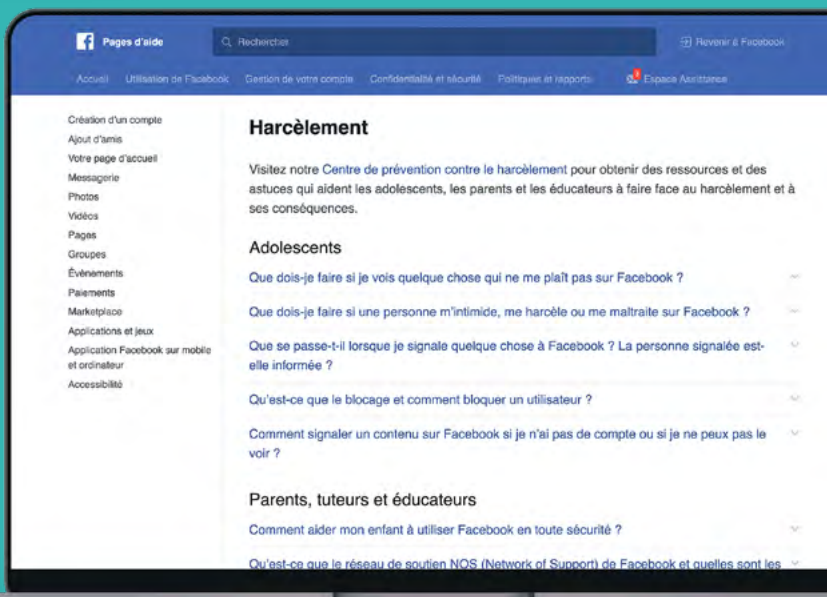 Pages d'aide
Rechercher
Revenir à Facebook
Accueil Utilisation de Facebook Gestion de votre compte Confidentialité et sécurité Politiques et rapports Espace Assistance
Création d'un compte
Ajout d'amis
Votre page d'accueil
Messagerie
Photos
Vidéos
Pages
Groupes
Évènements
Paiements
Marketplace
Applications et jeux
Application Facebook sur mobile
et ordinateur
Accessibilité
Harcèlement
Visitez notre Centre de prévention contre le harcèlement pour obtenir des ressources et des
astuces qui aident les adolescents, les parents et les éducateurs à faire face au harcèlement et à
ses conséquences.
Adolescents
Que dois-je faire si je vois quelque chose qui ne me plaît pas sur Facebook ?
Que dois-je faire si une personne m'intimide, me harcèle ou me maltraite sur Facebook ?
Que se passe-t-il lorsque je signale quelque chose à Facebook ? La personne signalée est-
elle informée ?
Qu'est-ce que le blocage et comment bloquer un utilisateur ?
Comment signaler un contenu sur Facebook si je n'ai pas de compte ou si je ne peux pas le
voir ?
Parents, tuteurs et éducateurs
Comment aider mon enfant à utiliser Facebook en toute sécurité ?
Qu'est-ce que le réseau de soutien NOS (Network of Support) de Facebook et quelles sont les